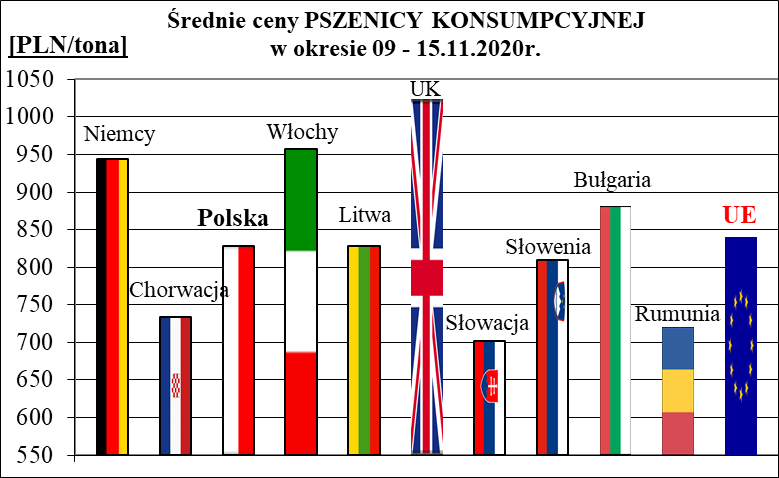 Średnie ceny PSZENICY KONSUMPCYJNEJ
w okresie 09 - 15.11.2020r.
[PLN/tona]
1050
1000
950
900
850
800
750
700
650
600
550
Niemcy
Chorwacja
Polska
Włochy
Litwa
UK
Słowacja
Słowenia
Bułgaria
Rumunia
UE